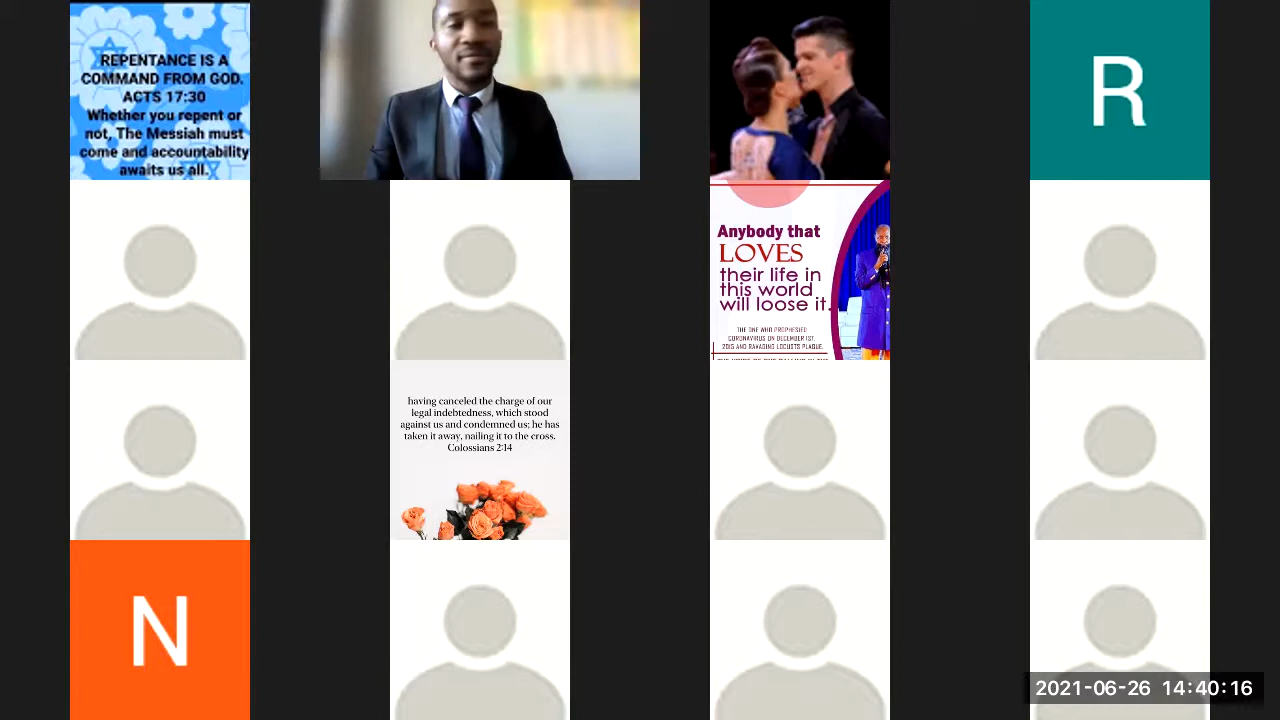 REPENTANCE IS A
COMMAND FROM GOD.
ACTS 17:30
Whether you repent or
not, The Messiah must
come and accountability
awaits us all.
R
Anybody that
LOVES
their life in
this world
will loose it.
THE ONE WHO PROPHESIED
CORONAVIRUS ON DECEMBER 1ST,
2015 AND RAVAGING LOCUSTS PLAGUE.
having canceled the charge of our
legal indebtedness, which stood
against us and condemned us; he has
taken it away, nailing it to the cross.
Colossians 2:14
N
2021-06-26 14:40:16